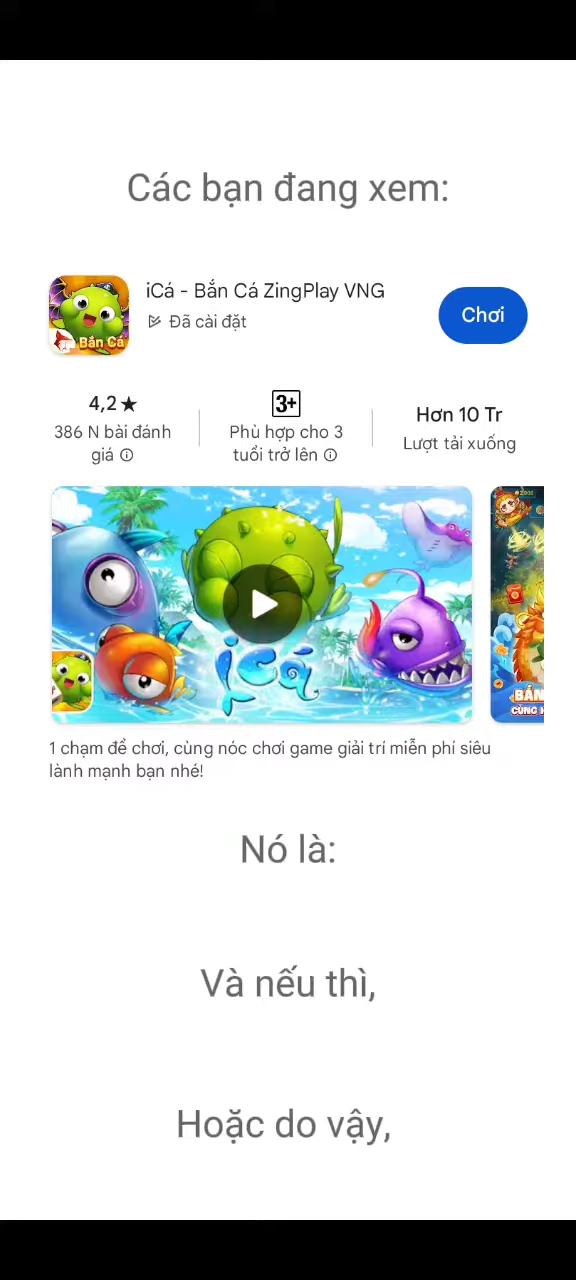 Các bạn đang xem:
iCá - Bắn Cá ZingPlay VNG
Đã cài đặt
Chơi
Bắn Cá
4,2★
386 N bài đánh
giá
3+
Phù hợp cho 3
tuổi trở lên
Hơn 10 Tr
Lượt tải xuống
iCá
BẮN
CÙNG
1 chạm để chơi, cùng nóc chơi game giải trí miễn phí siêu
lành mạnh bạn nhé!
Nó là:
Và nếu thì,
Hoặc do vậy,